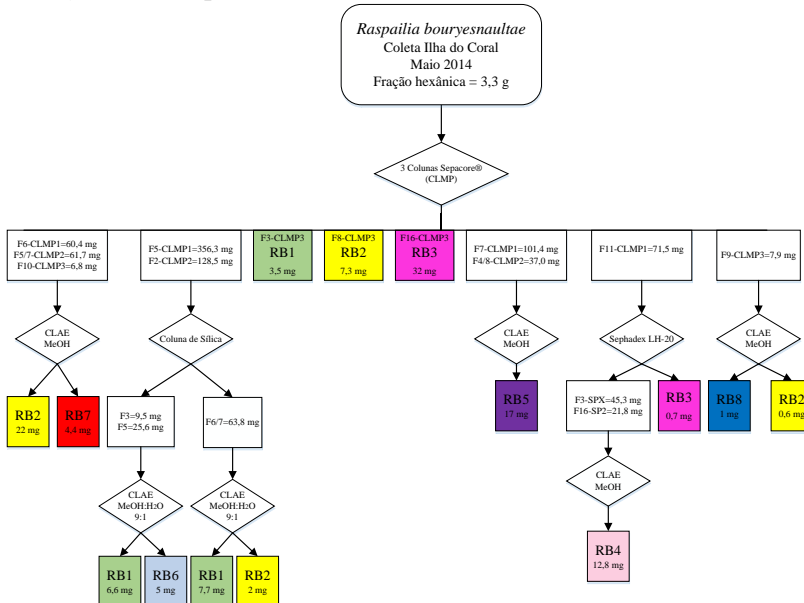 Raspailia bouryesnaultae
Coleta Ilha do Coral
Maio 2014
Fração hexânica = 3,3 g
3 Colunas Sepacore®
(CLMP)
F6-CLMP1=60,4 mg
F5/7-CLMP2=61,7 mg
F10-CLMP3=6,8 mg
F5-CLMP1=356,3 mg
F2-CLMP2=128,5 mg
F3-CLMP3
RB1
3,5 mg
F8-CLMP3
RB2
7,3 mg
F16-CLMP3
RB3
32 mg
F7-CLMP1=101,4 mg
F4/8-CLMP2=37,0 mg
F11-CLMP1=71,5 mg
F9-CLMP3=7,9 mg
CLAE
MeOH
Coluna de Sílica
CLAE
MeOH
Sephadex LH-20
CLAE
MeOH
RB2
22 mg
RB7
4,4 mg
F3=9,5 mg
F5=25,6 mg
F6/7=63,8 mg
RB5
17 mg
F3-SPX=45,3 mg
F16-SP2=21,8 mg
RB3
0,7 mg
RB8
1 mg
RB2
0,6 mg
CLAE
MeOH:H2O
9:1
CLAE
MeOH:H2O
9:1
CLAE
MeOH
RB1
6,6 mg
RB6
5 mg
RB1
7,7 mg
RB2
2 mg
RB4
12,8 mg